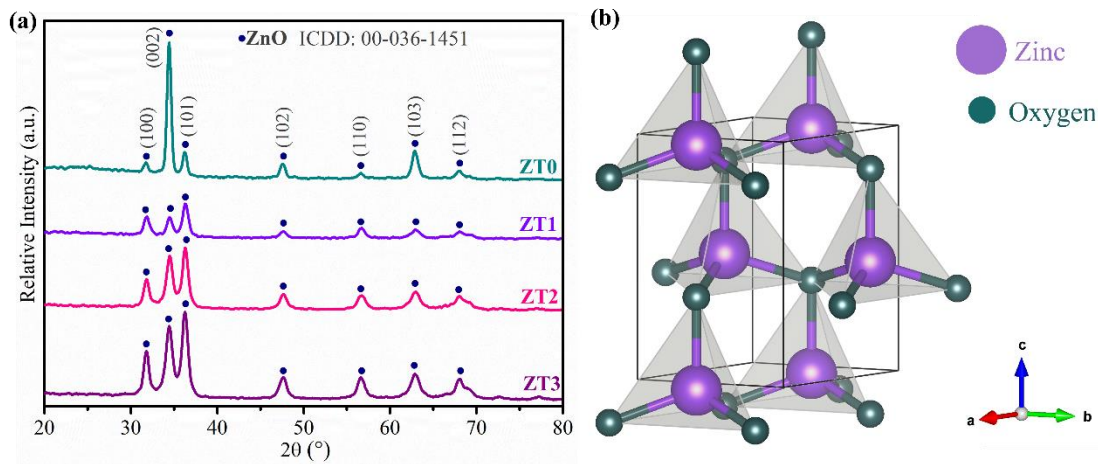 (a)
ZnO ICDD: 00-036-1451
(100)
(002)
(101)
(102)
(110)
(103)
(112)
ZT0
ZT1
ZT2
ZT3
Relative Intensity (a.u.)
20 30 40 50 60 70 80
2θ (°)
(b)
Zinc
Oxygen
c
a
b